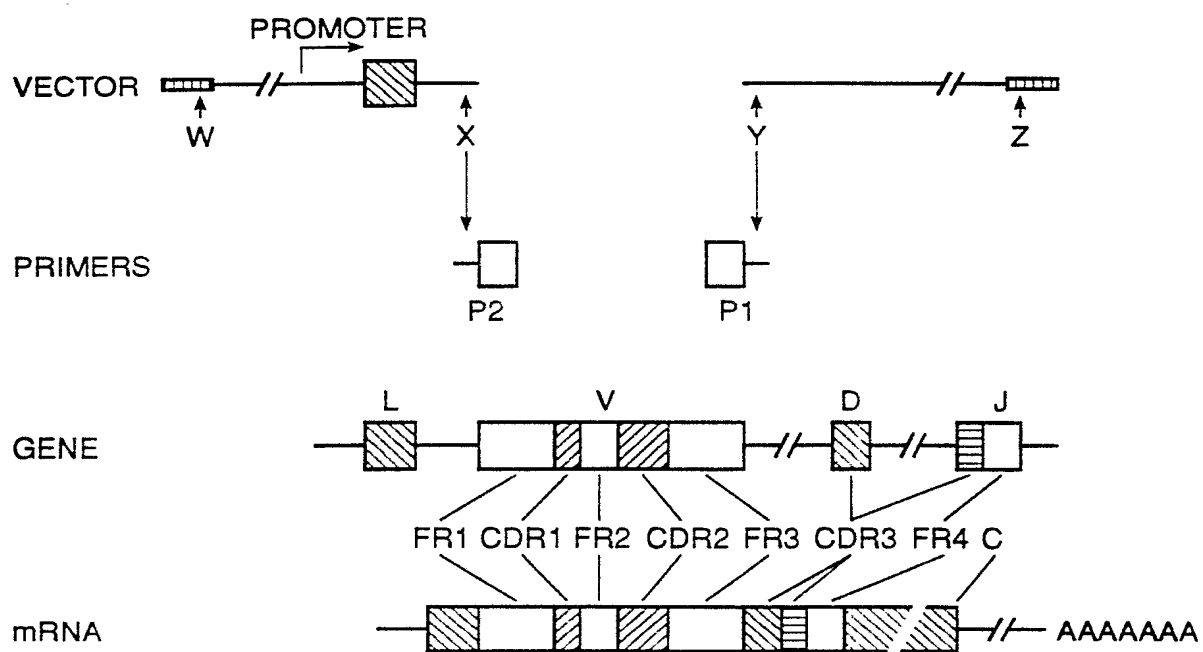 PROMOTER
VECTOR
W X Y Z
PRIMERS
P2 P1
L V D J
GENE
FR1 CDR1 FR2 CDR2 FR3 CDR3 FR4 C
mRNA AAAAAAA